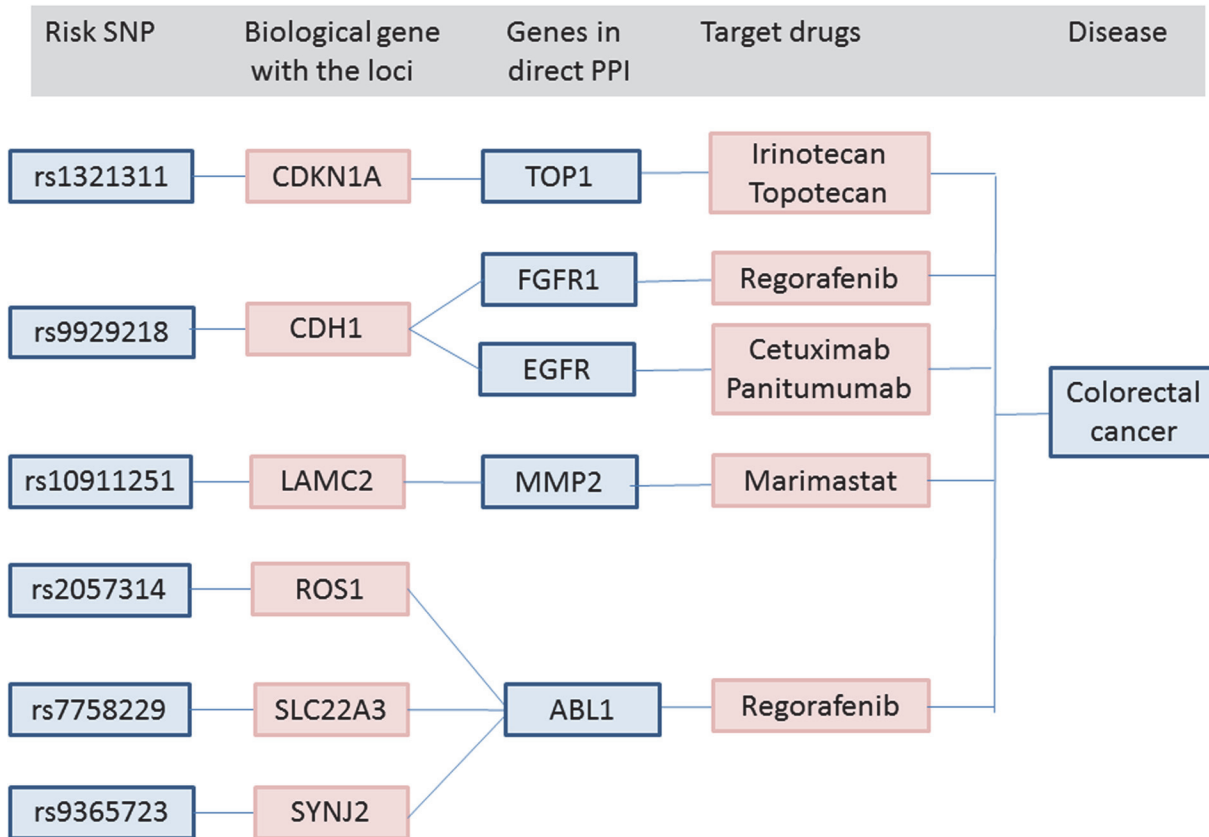 Risk SNP
Biological gene
with the loci
Genes in
direct PPI
Target drugs
Disease
rs1321311
CDKN1A
TOP1
Irinotecan
Topotecan
rs9929218
CDH1
FGFR1
Regorafenib
EGFR
Cetuximab
Panitumumab
Colorectal
cancer
rs10911251
LAMC2
MMP2
Marimastat
rs2057314
ROS1
rs7758229
SLC22A3
ABL1
Regorafenib
rs9365723
SYNJ2